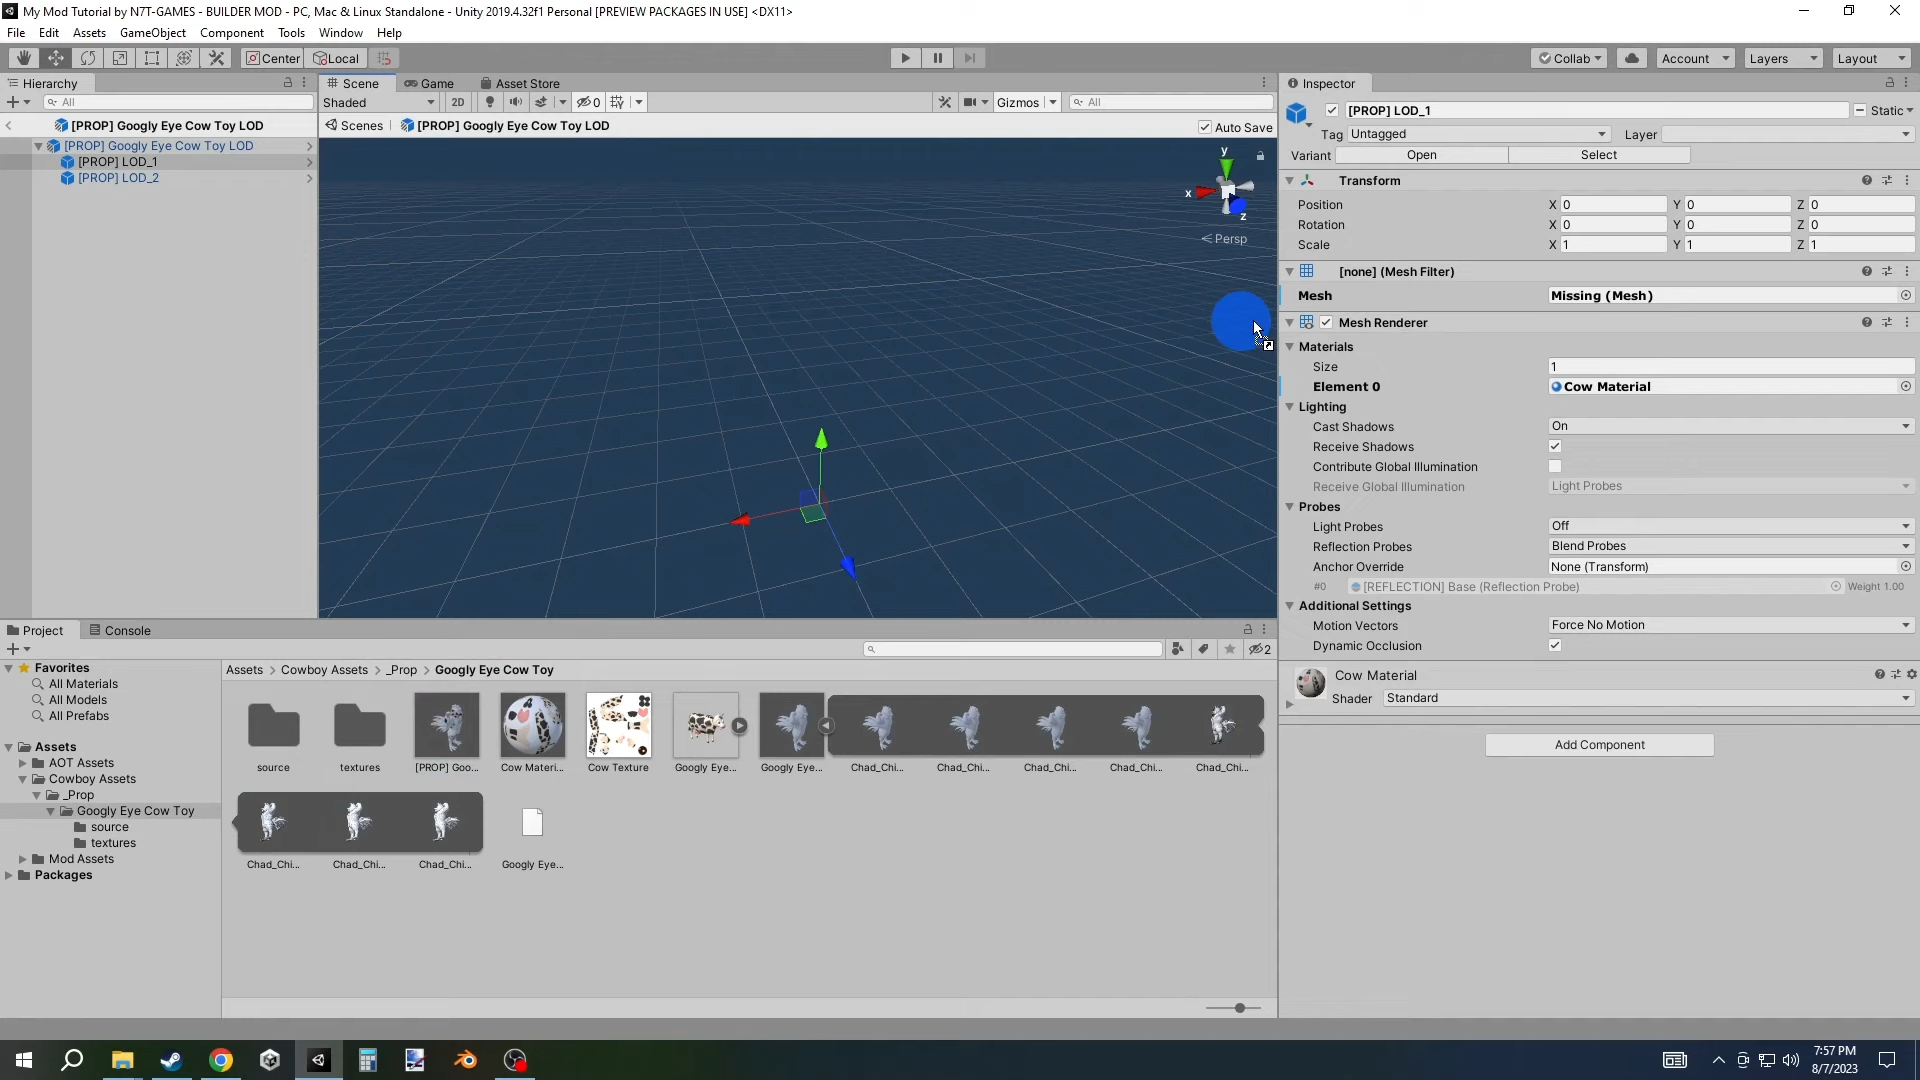 My Mod Tutorial by N7T-GAMES - BUILDER MOD - PC, Mac & Linux Standalone - Unity 2019.4.32f1 Personal [PREVIEW PACKAGES IN USE] <DX11>
File Edit Assets GameObject Component Tools Window Help
Center Local Collab Account Layers Layout
Hierarchy Scene Game Asset Store Inspector
All Shaded 2D 0 Gizmos All [PROP] LOD_1 Static
[PROP] Googly Eye Cow Toy LOD Scenes [PROP] Googly Eye Cow Toy LOD Auto Save Tag Untagged Layer
[PROP] Googly Eye Cow Toy LOD
[PROP] LOD_1
[PROP] LOD_2
y
x
z
Persp
Variant Open Select
Transform
Position X 0 Y 0 Z 0
Rotation X 0 Y 0 Z 0
Scale X 1 Y 1 Z 1
[none] (Mesh Filter)
Mesh Missing (Mesh)
Mesh Renderer
Materials
Size 1
Element 0 Cow Material
Lighting
Cast Shadows On
Receive Shadows
Contribute Global Illumination
Receive Global Illumination Light Probes
Probes
Light Probes Off
Reflection Probes Blend Probes
Anchor Override None (Transform)
#0 [REFLECTION] Base (Reflection Probe) Weight 1.00
Additional Settings
Motion Vectors Force No Motion
Dynamic Occlusion
Cow Material
Shader Standard
Add Component
Project Console
2
Favorites
All Materials
All Models
All Prefabs
Assets
AOT Assets
Cowboy Assets
_Prop
Googly Eye Cow Toy
source
textures
Mod Assets
Packages
Assets > Cowboy Assets > _Prop > Googly Eye Cow Toy
source textures [PROP] Goo... Cow Materi... Cow Texture Googly Eye... Googly Eye... Chad_Chi... Chad_Chi... Chad_Chi... Chad_Chi... Chad_Chi...
Chad_Chi... Chad_Chi... Chad_Chi... Googly Eye...
7:57 PM
8/7/2023